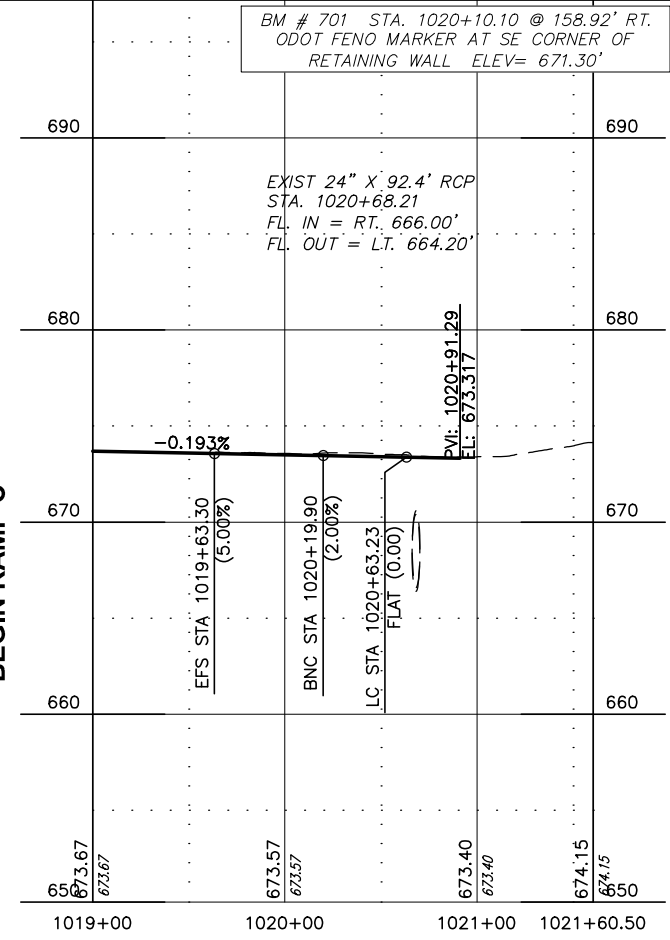 BM # 701 STA. 1020+10.10 @ 158.92' RT.
ODOT FENO MARKER AT SE CORNER OF
RETAINING WALL ELEV= 671.30'
690
690
EXIST 24" X 92.4' RCP
STA. 1020+68.21
FL. IN = RT. 666.00'
FL. OUT = LT. 664.20'
680
680
PVI: 1020+91.29
EL: 673.317
-0.193%
670
670
EFS STA 1019+63.30
(5.00%)
BNC STA 1020+19.90
(2.00%)
LC STA 1020+63.23
FLAT (0.00)
660
660
673.67
673.67
673.57
673.57
673.40
673.40
674.15
674.15
650
650
1019+00
1020+00
1021+00
1021+60.50